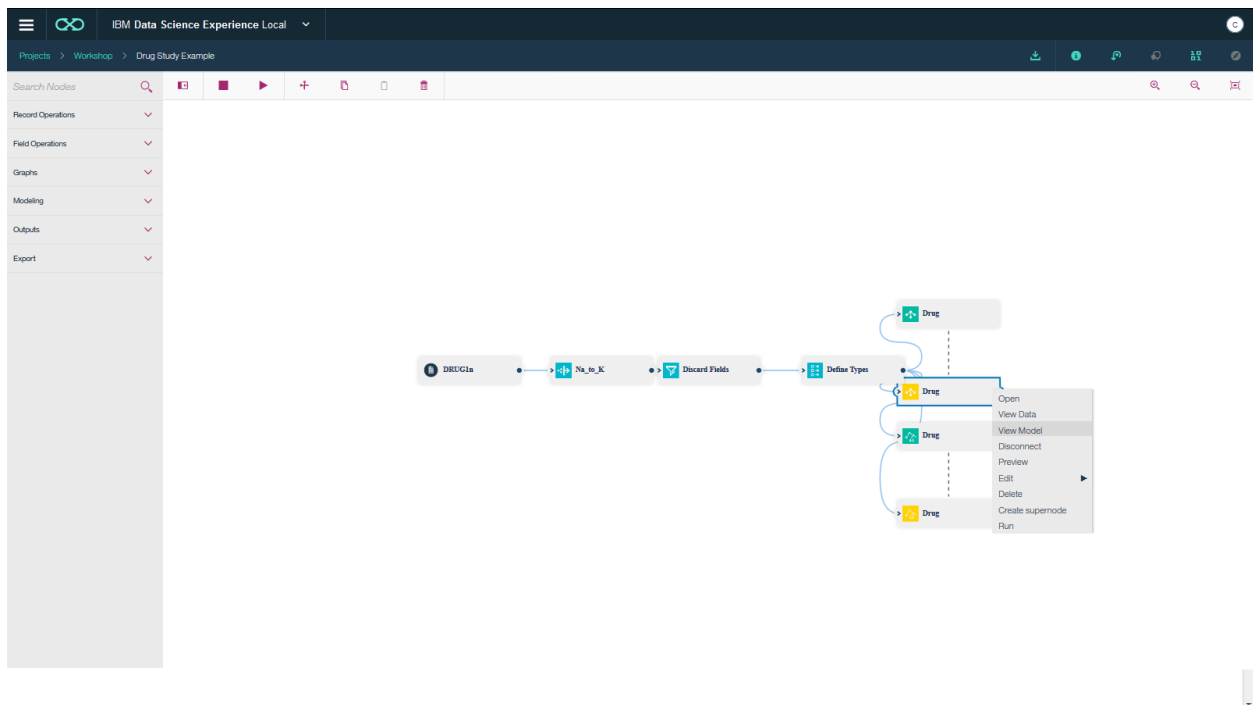 IBM Data Science Experience Local
C
Projects > Workshop > Drug Study Example
Search Nodes
Record Operations
Field Operations
Graphs
Modeling
Outputs
Export
Drug
DRUG1n
Na_to_K
Discard Fields
Define Types
Drug
Open
View Data
View Model
Drug
Disconnect
Preview
Edit
Delete
Create supernode
Drug
Run